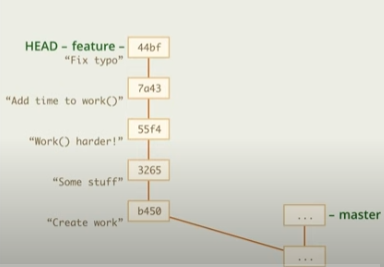 HEAD – feature – 44bf
"Fix typo"
7a43
"Add time to work()"
55f4
"Work() harder!"
3265
"Some stuff"
b450
"Create work"
... – master
...